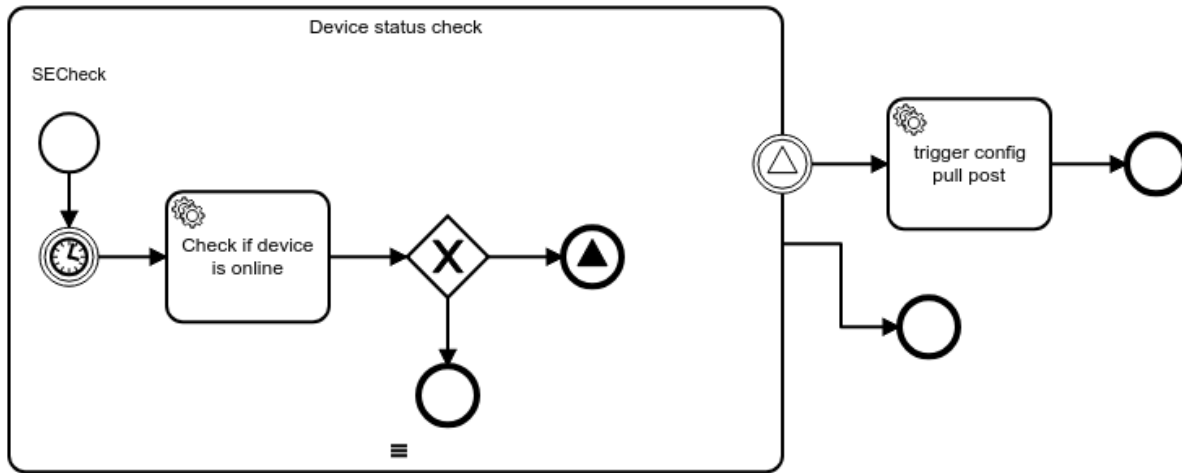 Device status check
SECheck
trigger config
pull post
Check if device
is online